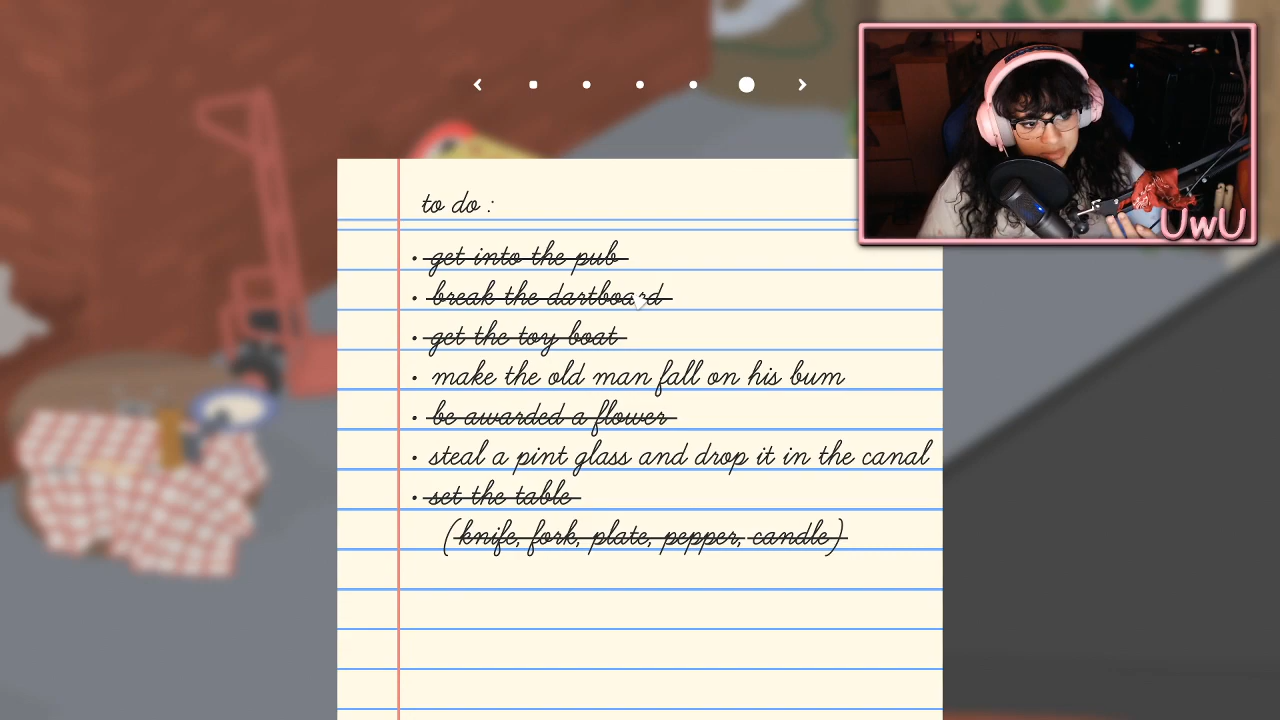 to do :
• get into the pub
• break the dartboard
• get the toy boat
• make the old man fall on his bum
• be awarded a flower
• steal a pint glass and drop it in the canal
• set the table
(knife, fork, plate, pepper, candle)
UwU